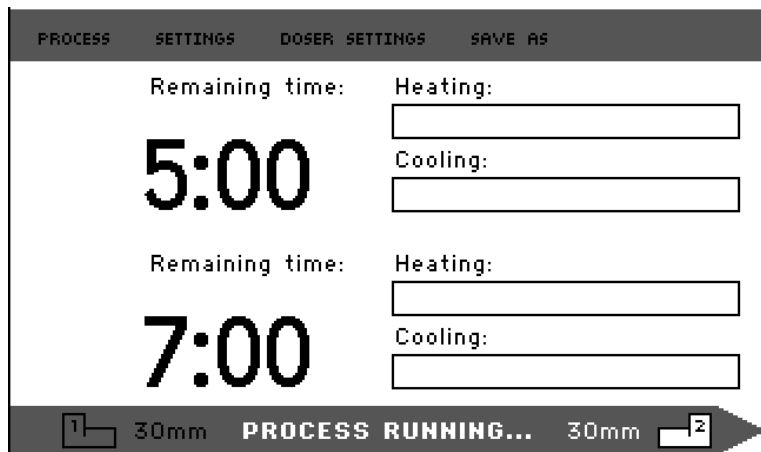 PROCESS SETTINGS DOSER SETTINGS SAVE AS
Remaining time: Heating:
5:00
Cooling:
Remaining time: Heating:
7:00
Cooling:
1 30mm PROCESS RUNNING... 30mm 2